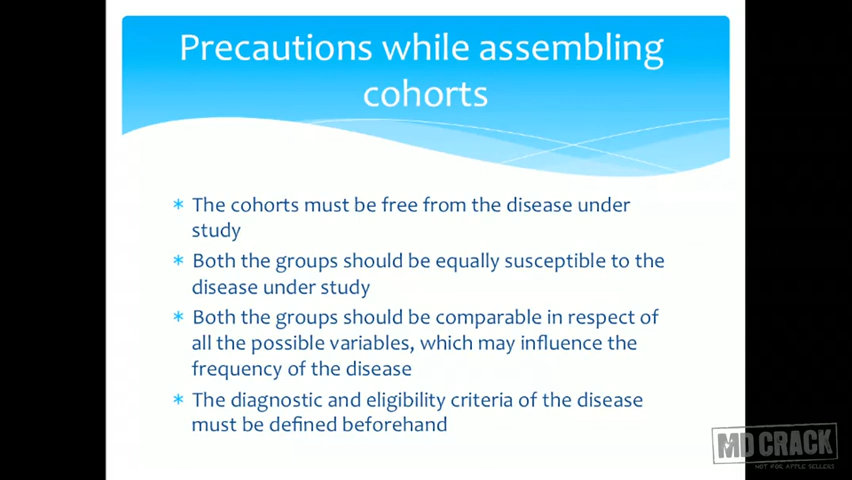 Precautions while assembling
cohorts
* The cohorts must be free from the disease under
study
* Both the groups should be equally susceptible to the
disease under study
* Both the groups should be comparable in respect of
all the possible variables, which may influence the
frequency of the disease
* The diagnostic and eligibility criteria of the disease
must be defined beforehand
MD CRACK
NOT FOR APPLE SELLERS